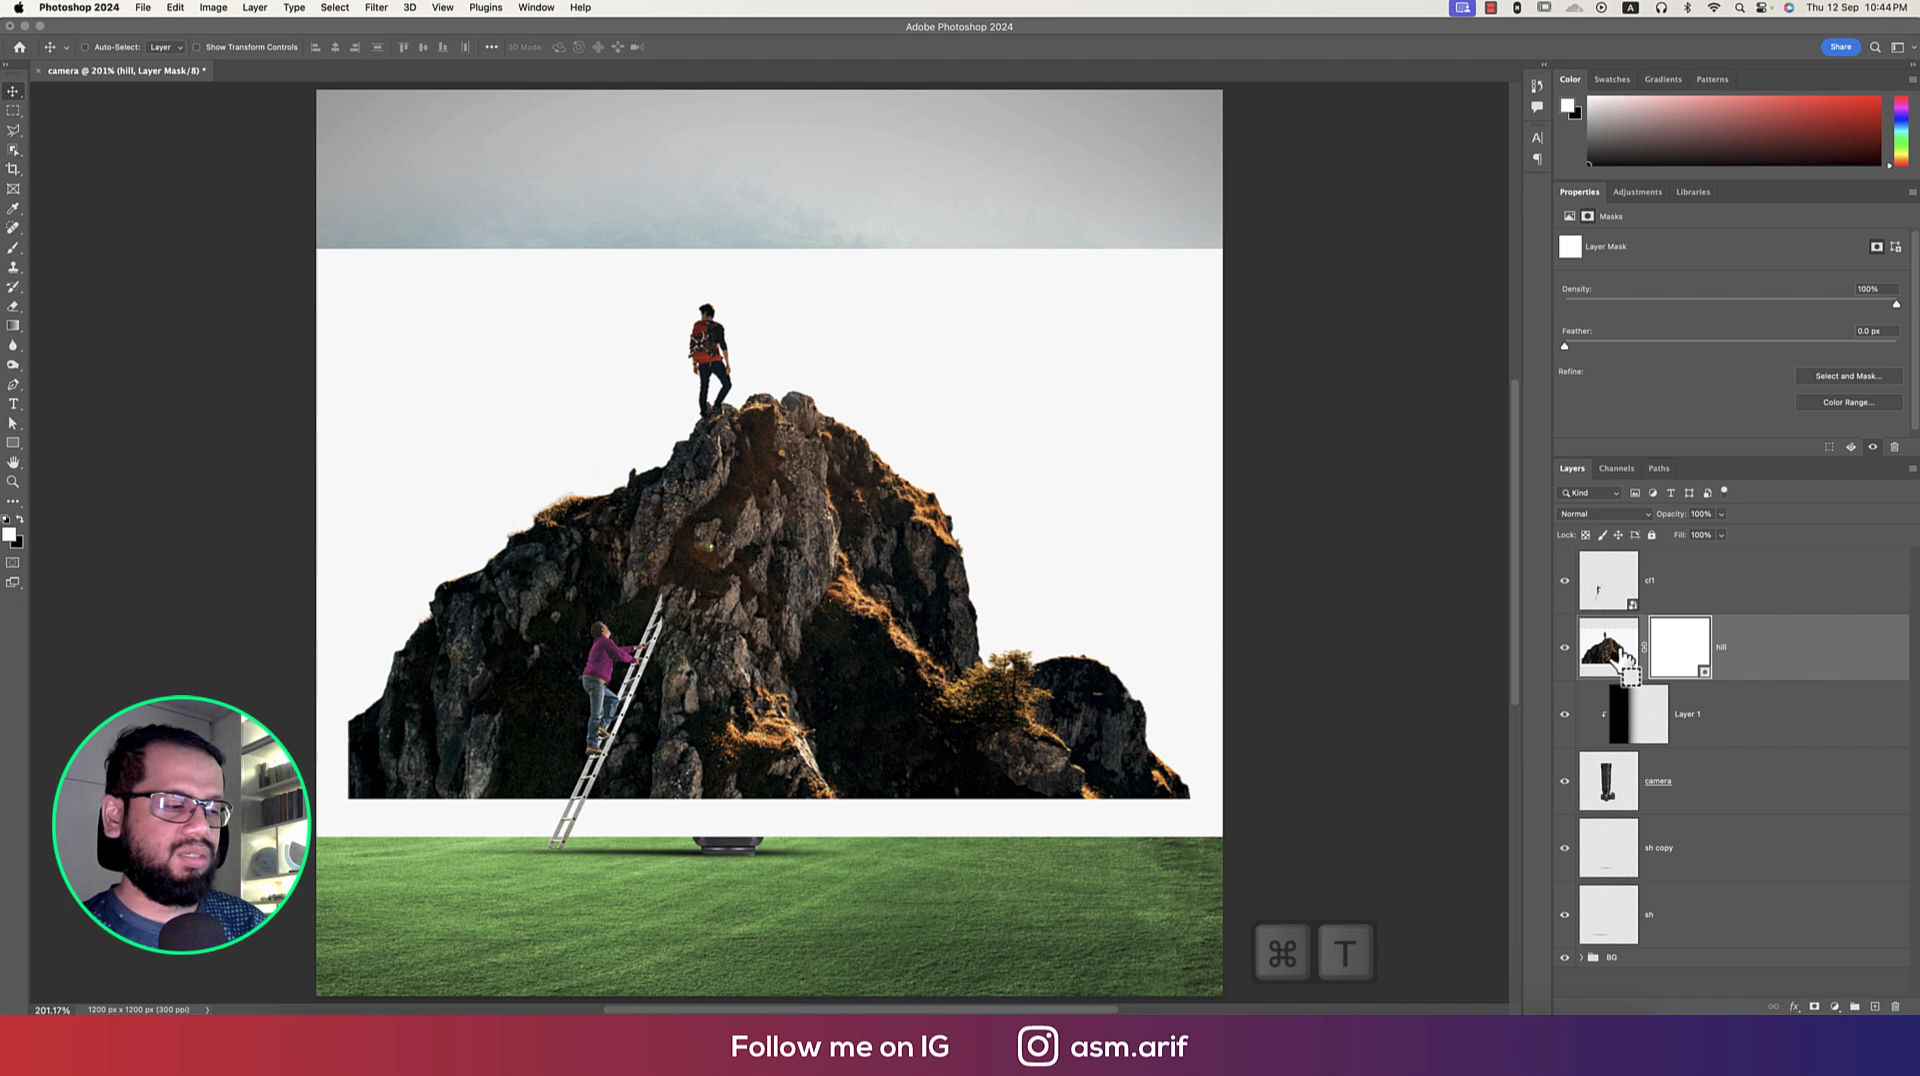 Photoshop 2024 File Edit Image Layer Type Select Filter 3D View Plugins Window Help
A Thu 12 Sep 10:44 PM
Adobe Photoshop 2024
Auto-Select: Layer Show Transform Controls 3D Mode: Share
camera @ 201% (hill, Layer Mask/8) *
Color Swatches Gradients Patterns
Properties Adjustments Libraries
Masks
Layer Mask
Density: 100%
Feather: 0.0 px
Refine:
Select and Mask...
Color Range...
Layers Channels Paths
Kind
Normal Opacity: 100%
Lock: Fill: 100%
cl1
hill
Layer 1
camera
sh copy
sh
BG
⌘ T
201.17% 1200 px x 1200 px (300 ppi)
Follow me on IG asm.arif